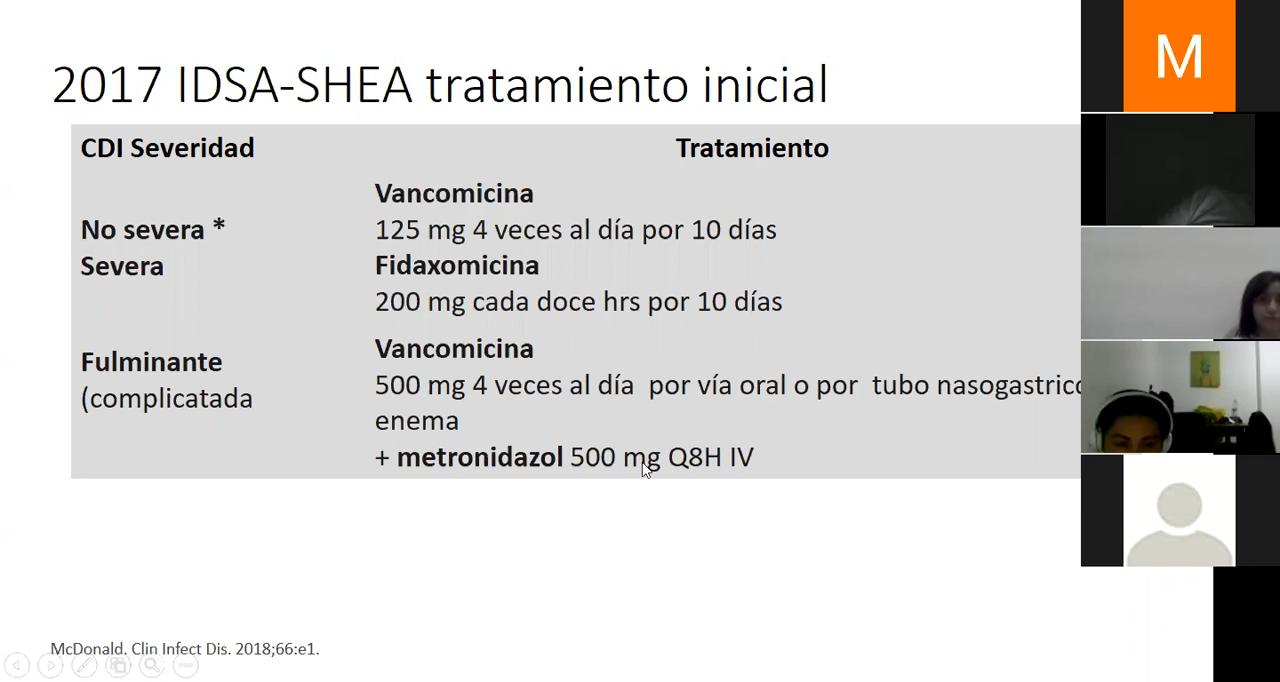 2017 IDSA-SHEA tratamiento inicial
CDI Severidad
Tratamiento
No severa *
Severa
Vancomicina
125 mg 4 veces al día por 10 días
Fidaxomicina
200 mg cada doce hrs por 10 días
Fulminante
(complicatada
Vancomicina
500 mg 4 veces al día por vía oral o por tubo nasogastrico
enema
+ metronidazol 500 mg Q8H IV
McDonald. Clin Infect Dis. 2018;66:e1.
M